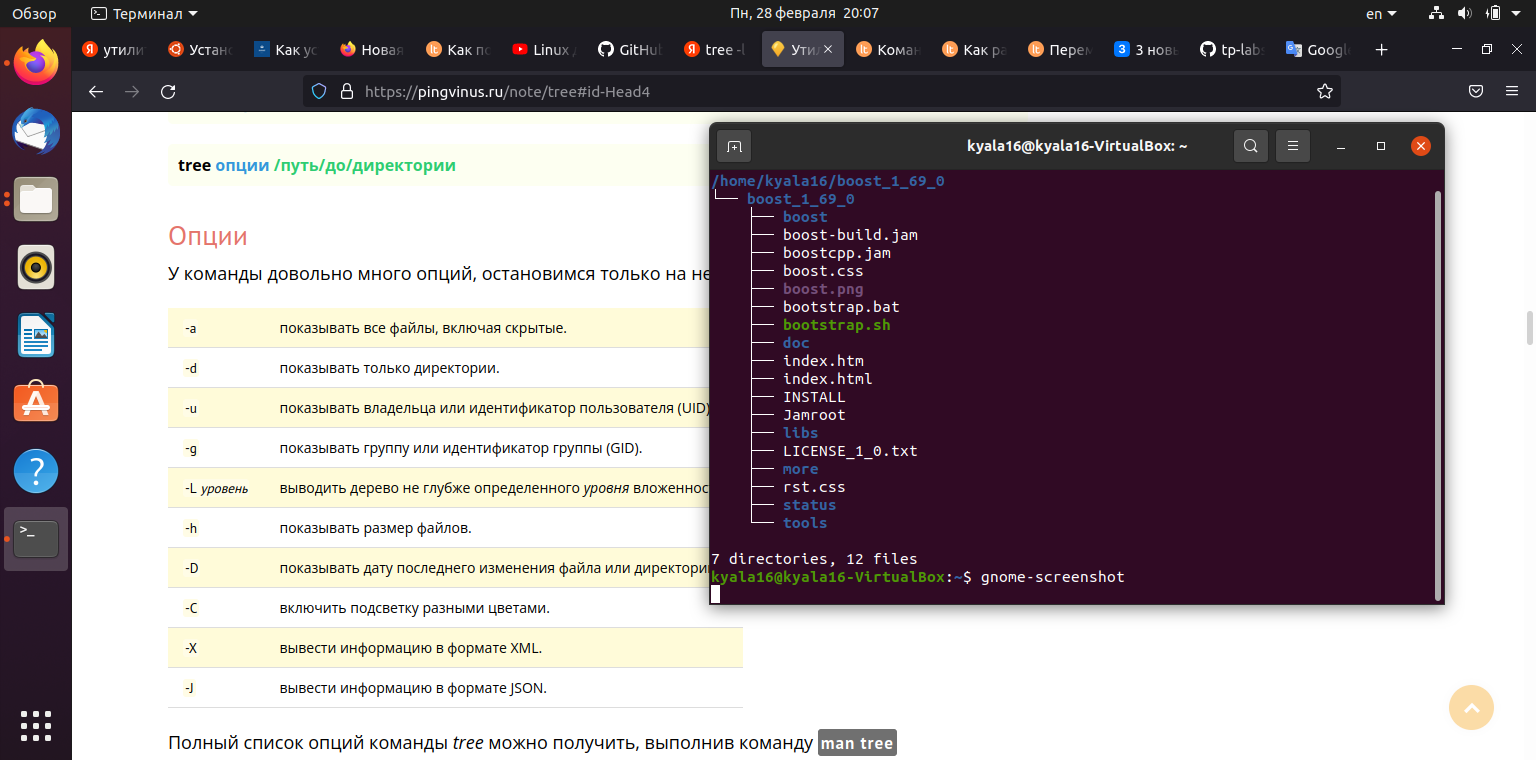 Обзор
Терминал
Пн, 28 февраля 20:07
en
утили
Устано
Как ус
Новая
Как по
Linux
GitHub
tree -l
Ути
Коман
Как ра
Перем
3 новы
tp-labs
Google
https://pingvinus.ru/note/tree#id-Head4
tree опции /путь/до/директории
Опции
У команды довольно много опций, остановимся только на не
-a показывать все файлы, включая скрытые.
-d показывать только директории.
-u показывать владельца или идентификатор пользователя (UID)
-g показывать группу или идентификатор группы (GID).
-L уровень выводить дерево не глубже определенного уровня вложеннос
-h показывать размер файлов.
-D показывать дату последнего изменения файла или директори
-C включить подсветку разными цветами.
-X вывести информацию в формате XML.
-J вывести информацию в формате JSON.
Полный список опций команды tree можно получить, выполнив команду man tree
kyala16@kyala16-VirtualBox: ~
/home/kyala16/boost_1_69_0
└── boost_1_69_0
├── boost
├── boost-build.jam
├── boostcpp.jam
├── boost.css
├── boost.png
├── bootstrap.bat
├── bootstrap.sh
├── doc
├── index.htm
├── index.html
├── INSTALL
├── Jamroot
├── libs
├── LICENSE_1_0.txt
├── more
├── rst.css
├── status
└── tools
7 directories, 12 files
kyala16@kyala16-VirtualBox:~$ gnome-screenshot